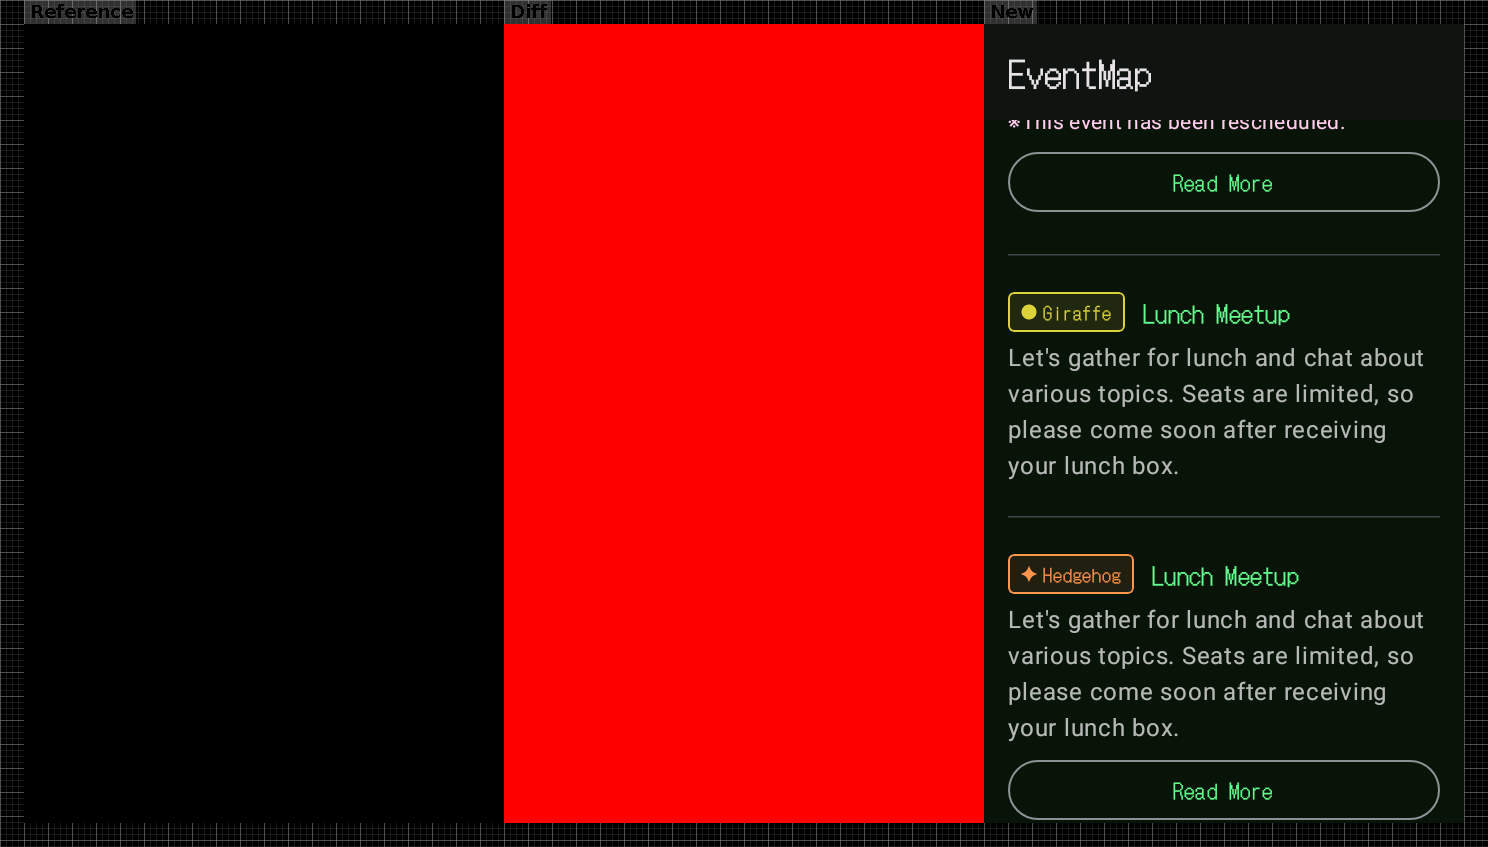 Reference
Diff
New
EventMap
※This event has been rescheduled.
Read More
Giraffe
Lunch Meetup
Let's gather for lunch and chat about
various topics. Seats are limited, so
please come soon after receiving
your lunch box.
Hedgehog
Lunch Meetup
Let's gather for lunch and chat about
various topics. Seats are limited, so
please come soon after receiving
your lunch box.
Read More